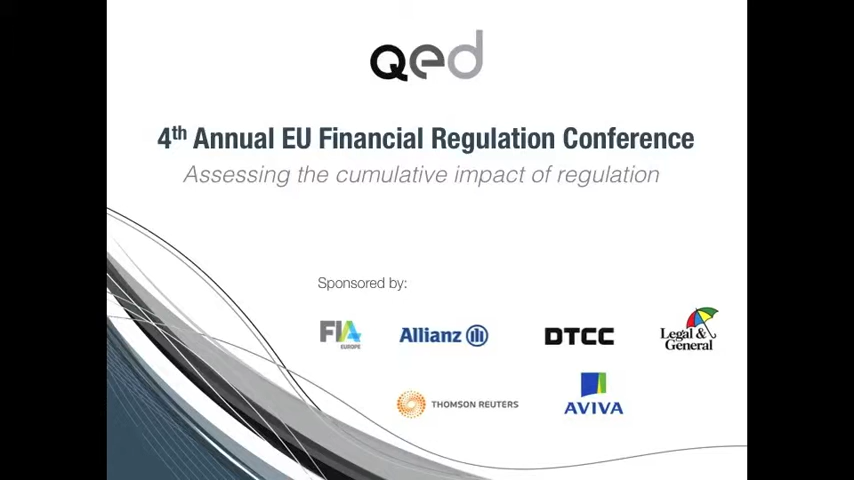 qed
4th Annual EU Financial Regulation Conference
Assessing the cumulative impact of regulation
Sponsored by:
FIA
EUROPE
Allianz
DTCC
Legal &
General
THOMSON REUTERS
AVIVA